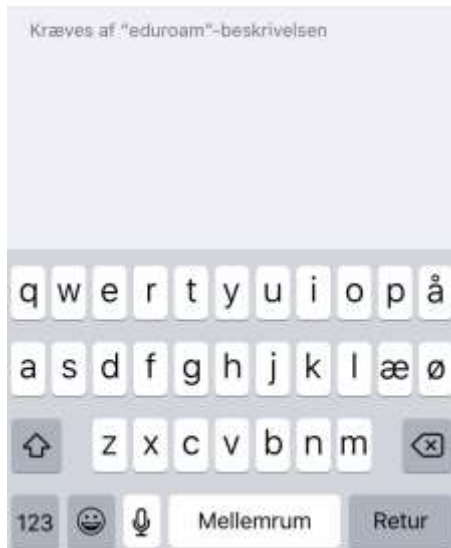 Kræves af "eduroam"-beskrivelsen
q w e r t y u i o p å
a s d f g h j k l æ ø
z x c v b n m
123 Mellemrum Retur